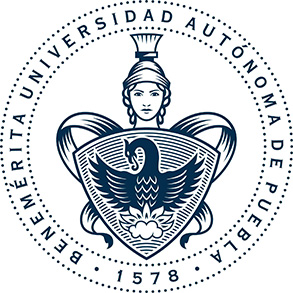 BENEMÉRITA UNIVERSIDAD AUTÓNOMA DE PUEBLA
· 1578 ·